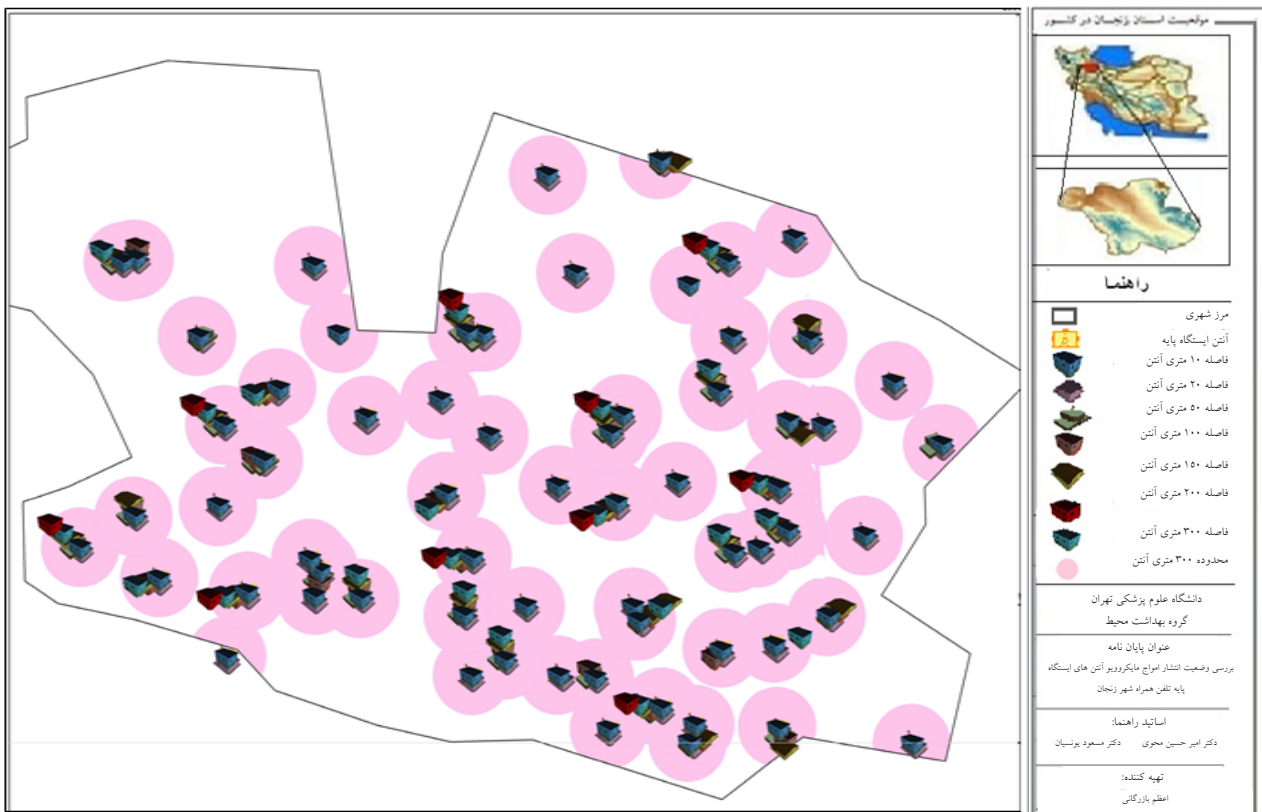 موقعیت استان زنجان در کشور
راهنما
مرز شهری
آنتن ایستگاه پایه
فاصله ۱۰ متری آنتن
فاصله ۲۰ متری آنتن
فاصله ۵۰ متری آنتن
فاصله ۱۰۰ متری آنتن
فاصله ۱۵۰ متری آنتن
فاصله ۲۰۰ متری آنتن
فاصله ۳۰۰ متری آنتن
محدوده ۳۰۰ متری آنتن
دانشگاه علوم پزشکی تهران
گروه بهداشت محیط
عنوان پایان نامه
بررسی وضعیت انتشار امواج مایکروویو آنتن های ایستگاه
پایه تلفن همراه شهر زنجان
اساتید راهنما:
دکتر امیر حسین محوی دکتر مسعود یونسیان
تهیه کننده:
اعظم بازرگانی